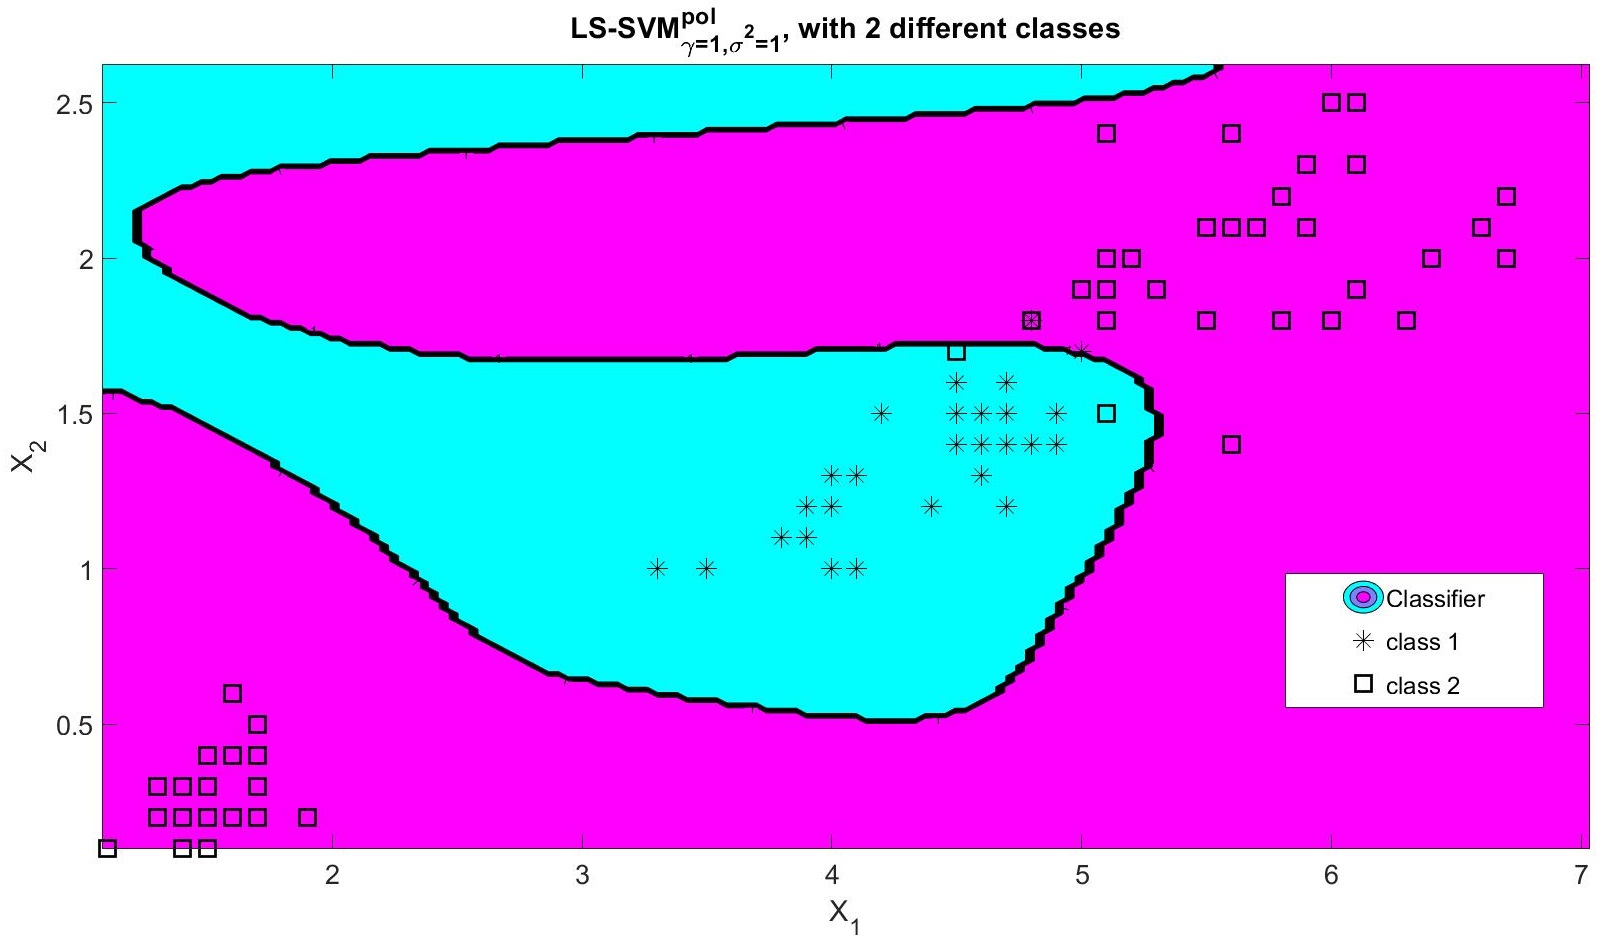 LS-SVM^pol_γ=1,σ²=1, with 2 different classes
2.5
2
1.5
1
0.5
X₂
2
3
4
5
6
7
X₁
Classifier
class 1
class 2